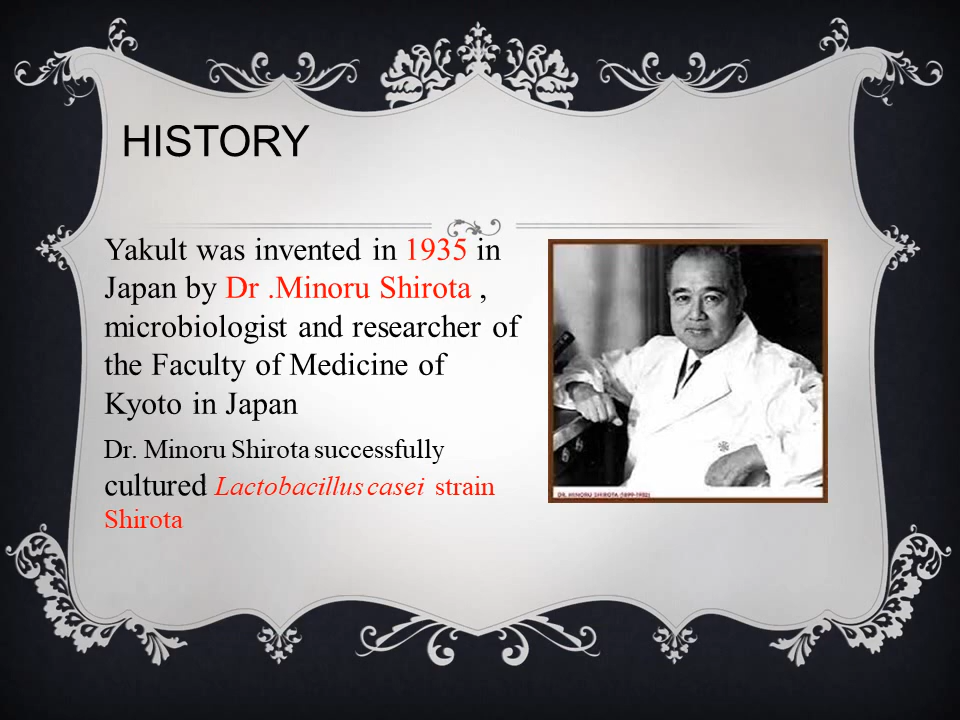 HISTORY
Yakult was invented in 1935 in
Japan by Dr .Minoru Shirota ,
microbiologist and researcher of
the Faculty of Medicine of
Kyoto in Japan
Dr. Minoru Shirota successfully
cultured Lactobacillus casei strain
Shirota
DR. MINORU SHIROTA (1899-1982)